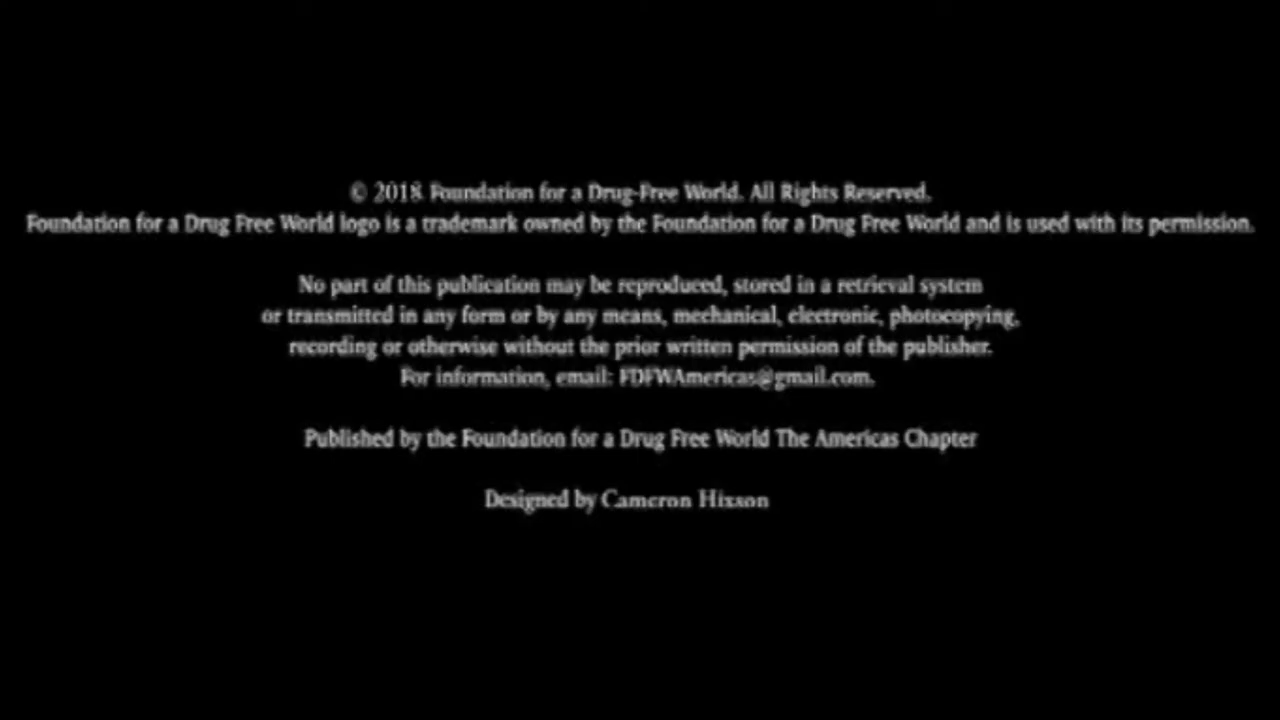 © 2018 Foundation for a Drug-Free World. All Rights Reserved.
Foundation for a Drug Free World logo is a trademark owned by the Foundation for a Drug Free World and is used with its permission.
No part of this publication may be reproduced, stored in a retrieval system
or transmitted in any form or by any means, mechanical, electronic, photocopying,
recording or otherwise without the prior written permission of the publisher.
For information, email: FDFWAmericas@gmail.com.
Published by the Foundation for a Drug Free World The Americas Chapter
Designed by Cameron Hixson